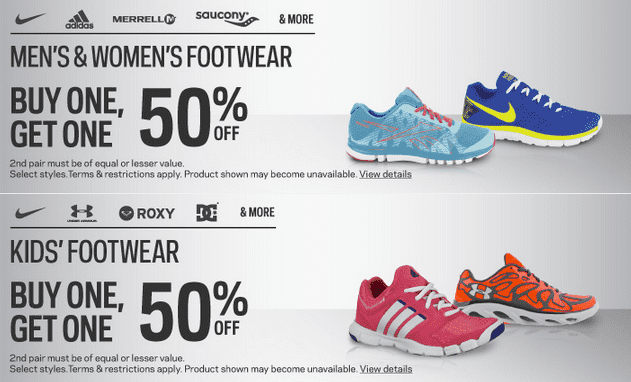 adidas MERRELL M saucony & MORE
MEN'S & WOMEN'S FOOTWEAR
BUY ONE, GET ONE 50% OFF
2nd pair must be of equal or lesser value.
Select styles.Terms & restrictions apply. Product shown may become unavailable. View details
UNDER ARMOUR ROXY DC & MORE
KIDS' FOOTWEAR
BUY ONE, GET ONE 50% OFF
2nd pair must be of equal or lesser value.
Select styles.Terms & restrictions apply. Product shown may become unavailable. View details